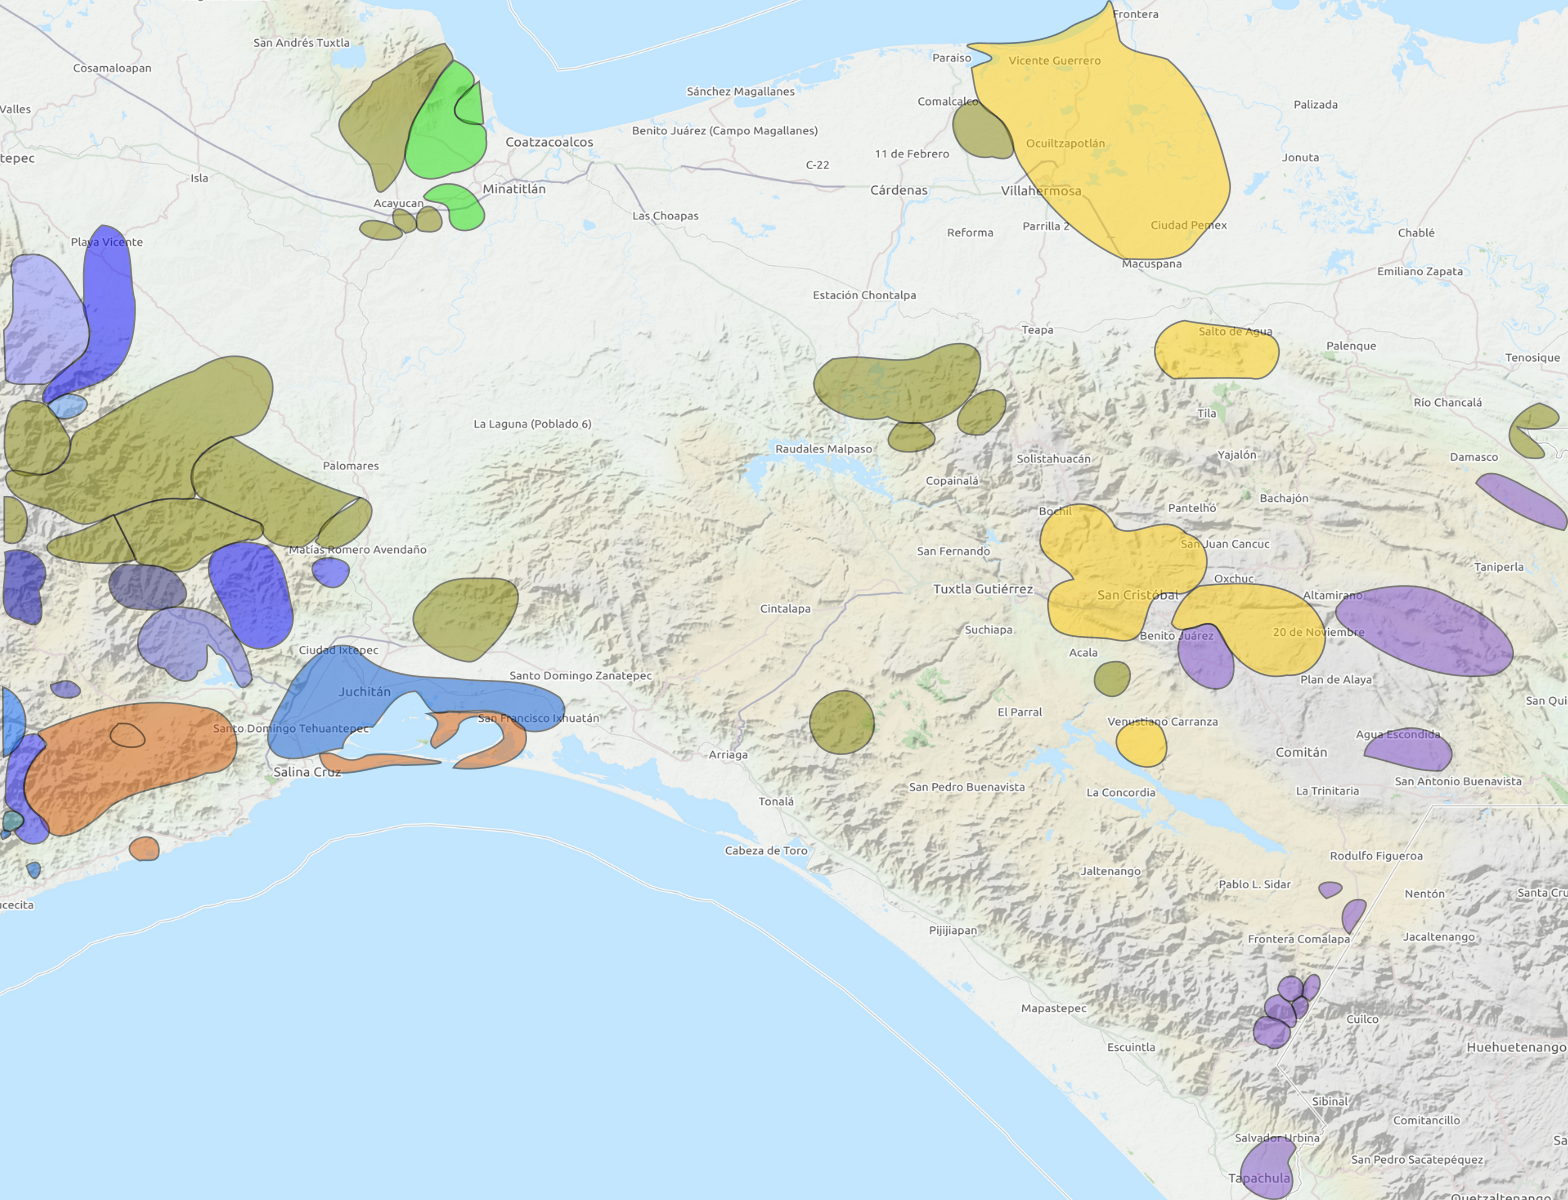 Frontera
San Andrés Tuxtla
Paraíso
Vicente Guerrero
Cosamaloapan
Sánchez Magallanes
Comalcalco
Palizada
Valles
Benito Juárez (Campo Magallanes)
Coatzacoalcos
Ocuiltzapotlán
11 de Febrero
Jonuta
tepec
C-22
Isla
Minatitlán
Cárdenas
Villahermosa
Acayucan
Las Choapas
Reforma
Parrilla 2
Ciudad Pemex
Chablé
Playa Vicente
Macuspana
Emiliano Zapata
Estación Chontalpa
Teapa
Salto de Agua
Palenque
Tenosique
Río Chancalá
Tila
La Laguna (Poblado 6)
Raudales Malpaso
Solistahuacán
Yajalón
Damasco
Palomares
Copainalá
Bachajón
Bochil
Pantelhó
Matías Romero Avendaño
San Fernando
San Juan Cancuc
Taniperla
Oxchuc
Tuxtla Gutiérrez
San Cristóbal
Altamirano
Cintalapa
Suchiapa
Benito Juárez
20 de Noviembre
Ciudad Ixtepec
Acala
Santo Domingo Zanatepec
Plan de Alaya
Juchitán
San Qui
El Parral
San Francisco Ixhuatán
Venustiano Carranza
Santo Domingo Tehuantepec
Agua Escondida
Arriaga
Comitán
Salina Cruz
San Antonio Buenavista
San Pedro Buenavista
La Concordia
La Trinitaria
Tonalá
Cabeza de Toro
Rodulfo Figueroa
Jaltenango
Pablo L. Sidar
Nentón
Santa Cru
cecita
Pijijiapan
Frontera Comalapa
Jacaltenango
Mapastepec
Cuilco
Escuintla
Huehuetenango
Sibinal
Comitancillo
Salvador Urbina
Sa
San Pedro Sacatepéquez
Tapachula
Quetzaltenango